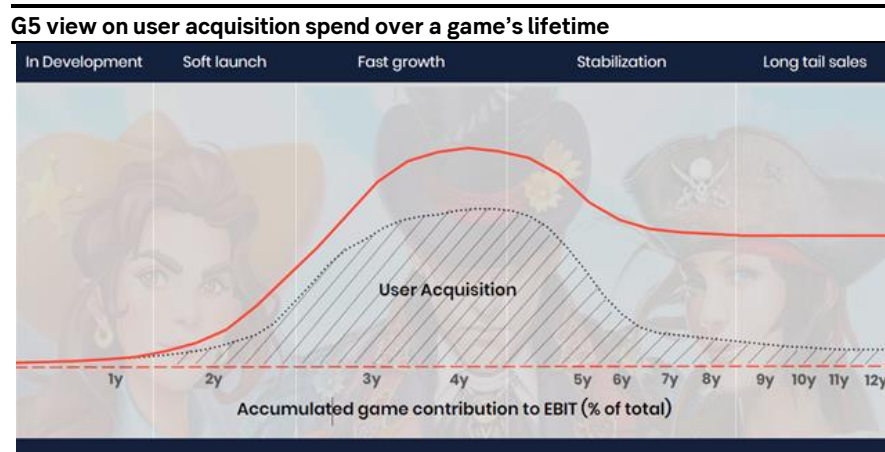 G5 view on user acquisition spend over a game's lifetime
In Development Soft launch Fast growth Stabilization Long tail sales
User Acquisition
1y 2y 3y 4y 5y 6y 7y 8y 9y 10y 11y 12y
Accumulated game contribution to EBIT (% of total)